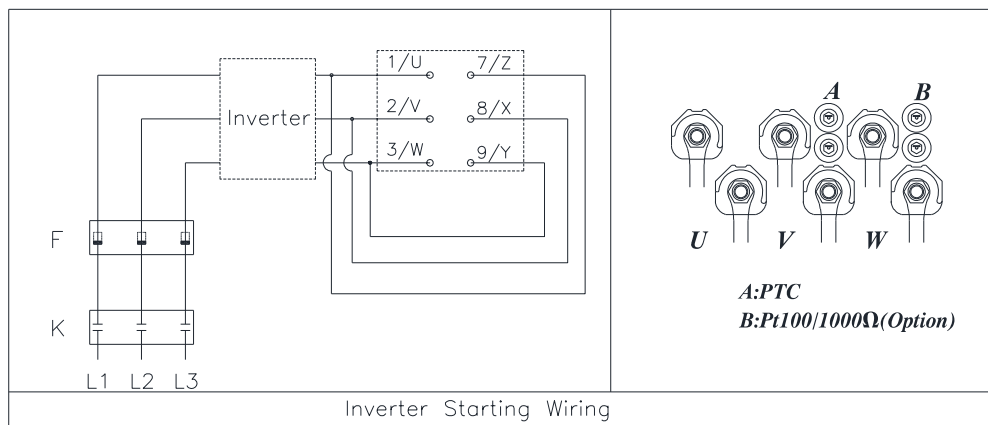 1/U
7/Z
Inverter
2/V
8/X
3/W
9/Y
F
K
L1 L2 L3
A
B
U V W
A:PTC
B:Pt100/1000Ω(Option)
Inverter Starting Wiring